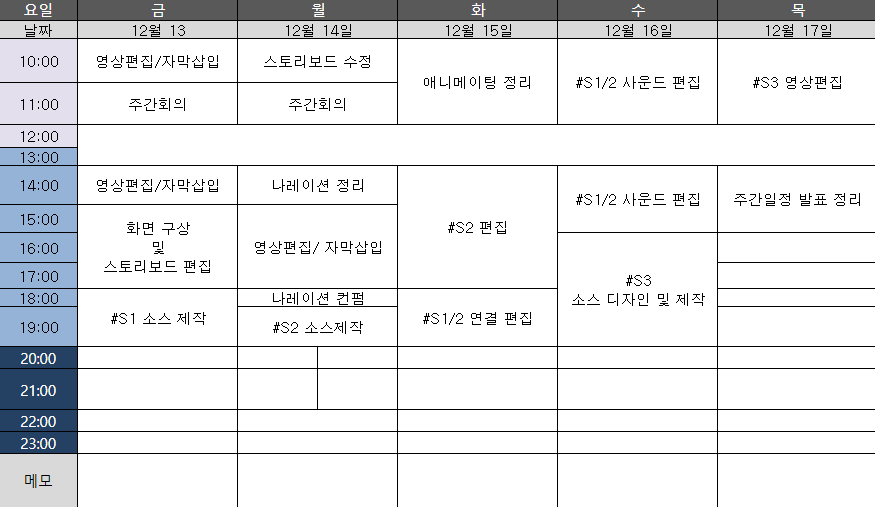 요일 금 월 화 수 목
날짜 12월 13 12월 14일 12월 15일 12월 16일 12월 17일
10:00 영상편집/자막삽입 스토리보드 수정
애니메이팅 정리 #S1/2 사운드 편집 #S3 영상편집
11:00 주간회의 주간회의
12:00
13:00
14:00 영상편집/자막삽입 나레이션 정리
#S1/2 사운드 편집 주간일정 발표 정리
15:00 화면 구상
#S2 편집
및
16:00 스토리보드 편집 영상편집/ 자막삽입
17:00 #S3
소스 디자인 및 제작
18:00 나레이션 컨펌
#S1 소스 제작 #S1/2 연결 편집
19:00 #S2 소스제작
20:00
21:00
22:00
23:00
메모